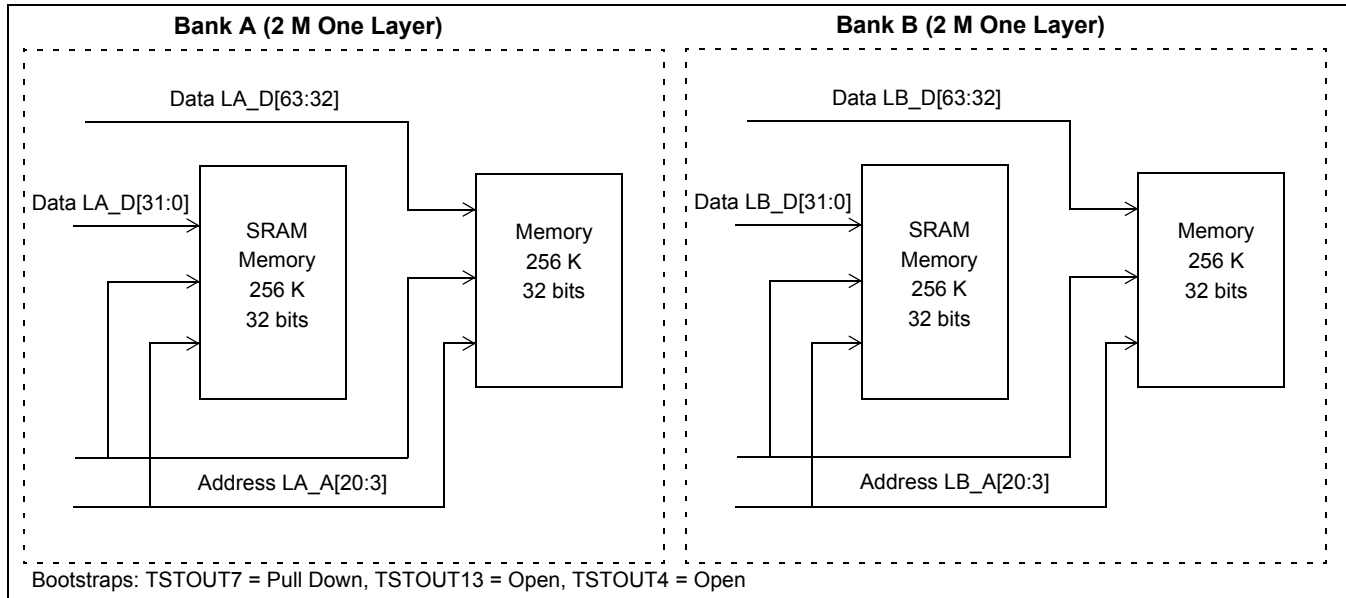 Bank A (2 M One Layer)
Bank B (2 M One Layer)
Data LA_D[63:32]
Data LA_D[31:0]
SRAM
Memory
256 K
32 bits
Memory
256 K
32 bits
Address LA_A[20:3]
Data LB_D[63:32]
Data LB_D[31:0]
SRAM
Memory
256 K
32 bits
Memory
256 K
32 bits
Address LB_A[20:3]
Bootstraps: TSTOUT7 = Pull Down, TSTOUT13 = Open, TSTOUT4 = Open